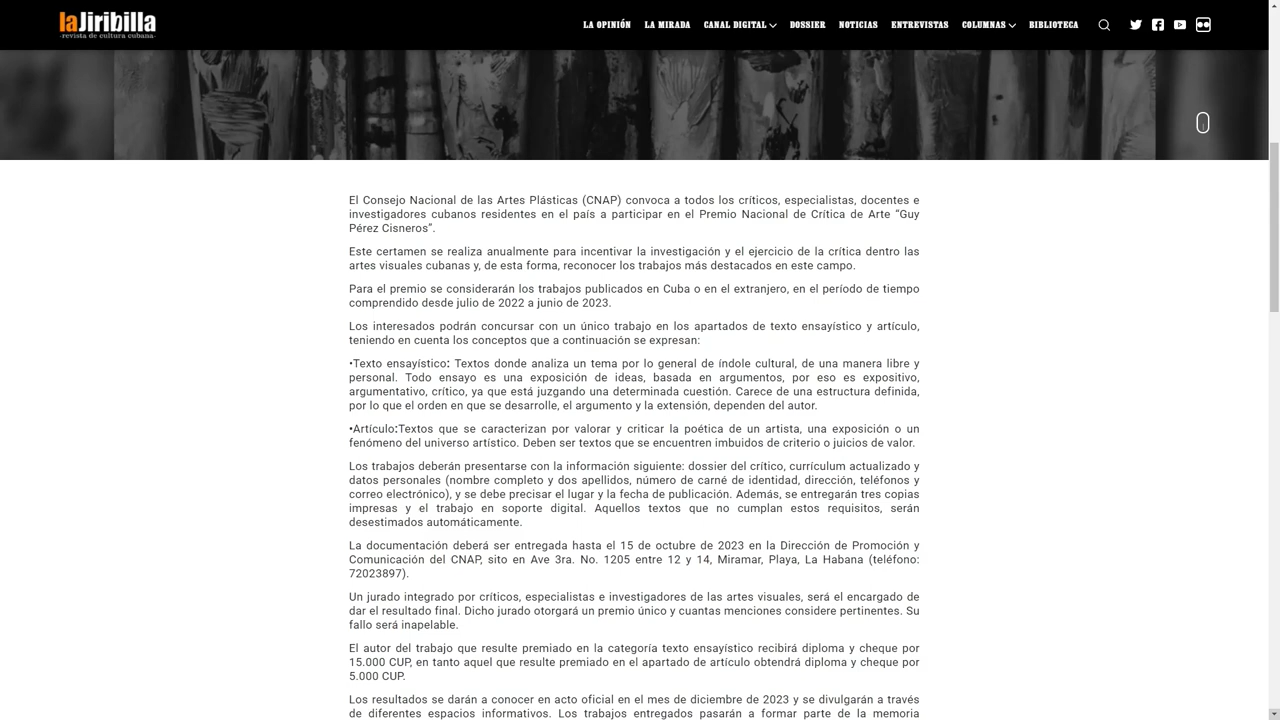 laJiribilla
-revista de cultura cubana-
LA OPINIÓN LA MIRADA CANAL DIGITAL DOSSIER NOTICIAS ENTREVISTAS COLUMNAS BIBLIOTECA
El Consejo Nacional de las Artes Plásticas (CNAP) convoca a todos los críticos, especialistas, docentes e
investigadores cubanos residentes en el país a participar en el Premio Nacional de Crítica de Arte “Guy
Pérez Cisneros”.
Este certamen se realiza anualmente para incentivar la investigación y el ejercicio de la crítica dentro las
artes visuales cubanas y, de esta forma, reconocer los trabajos más destacados en este campo.
Para el premio se considerarán los trabajos publicados en Cuba o en el extranjero, en el período de tiempo
comprendido desde julio de 2022 a junio de 2023.
Los interesados podrán concursar con un único trabajo en los apartados de texto ensayístico y artículo,
teniendo en cuenta los conceptos que a continuación se expresan:
•Texto ensayístico: Textos donde analiza un tema por lo general de índole cultural, de una manera libre y
personal. Todo ensayo es una exposición de ideas, basada en argumentos, por eso es expositivo,
argumentativo, crítico, ya que está juzgando una determinada cuestión. Carece de una estructura definida,
por lo que el orden en que se desarrolle, el argumento y la extensión, dependen del autor.
•Artículo:Textos que se caracterizan por valorar y criticar la poética de un artista, una exposición o un
fenómeno del universo artístico. Deben ser textos que se encuentren imbuidos de criterio o juicios de valor.
Los trabajos deberán presentarse con la información siguiente: dossier del crítico, currículum actualizado y
datos personales (nombre completo y dos apellidos, número de carné de identidad, dirección, teléfonos y
correo electrónico), y se debe precisar el lugar y la fecha de publicación. Además, se entregarán tres copias
impresas y el trabajo en soporte digital. Aquellos textos que no cumplan estos requisitos, serán
desestimados automáticamente.
La documentación deberá ser entregada hasta el 15 de octubre de 2023 en la Dirección de Promoción y
Comunicación del CNAP, sito en Ave 3ra. No. 1205 entre 12 y 14, Miramar, Playa, La Habana (teléfono:
72023897).
Un jurado integrado por críticos, especialistas e investigadores de las artes visuales, será el encargado de
dar el resultado final. Dicho jurado otorgará un premio único y cuantas menciones considere pertinentes. Su
fallo será inapelable.
El autor del trabajo que resulte premiado en la categoría texto ensayístico recibirá diploma y cheque por
15.000 CUP, en tanto aquel que resulte premiado en el apartado de artículo obtendrá diploma y cheque por
5.000 CUP.
Los resultados se darán a conocer en acto oficial en el mes de diciembre de 2023 y se divulgarán a través
de diferentes espacios informativos. Los trabajos entregados pasarán a formar parte de la memoria